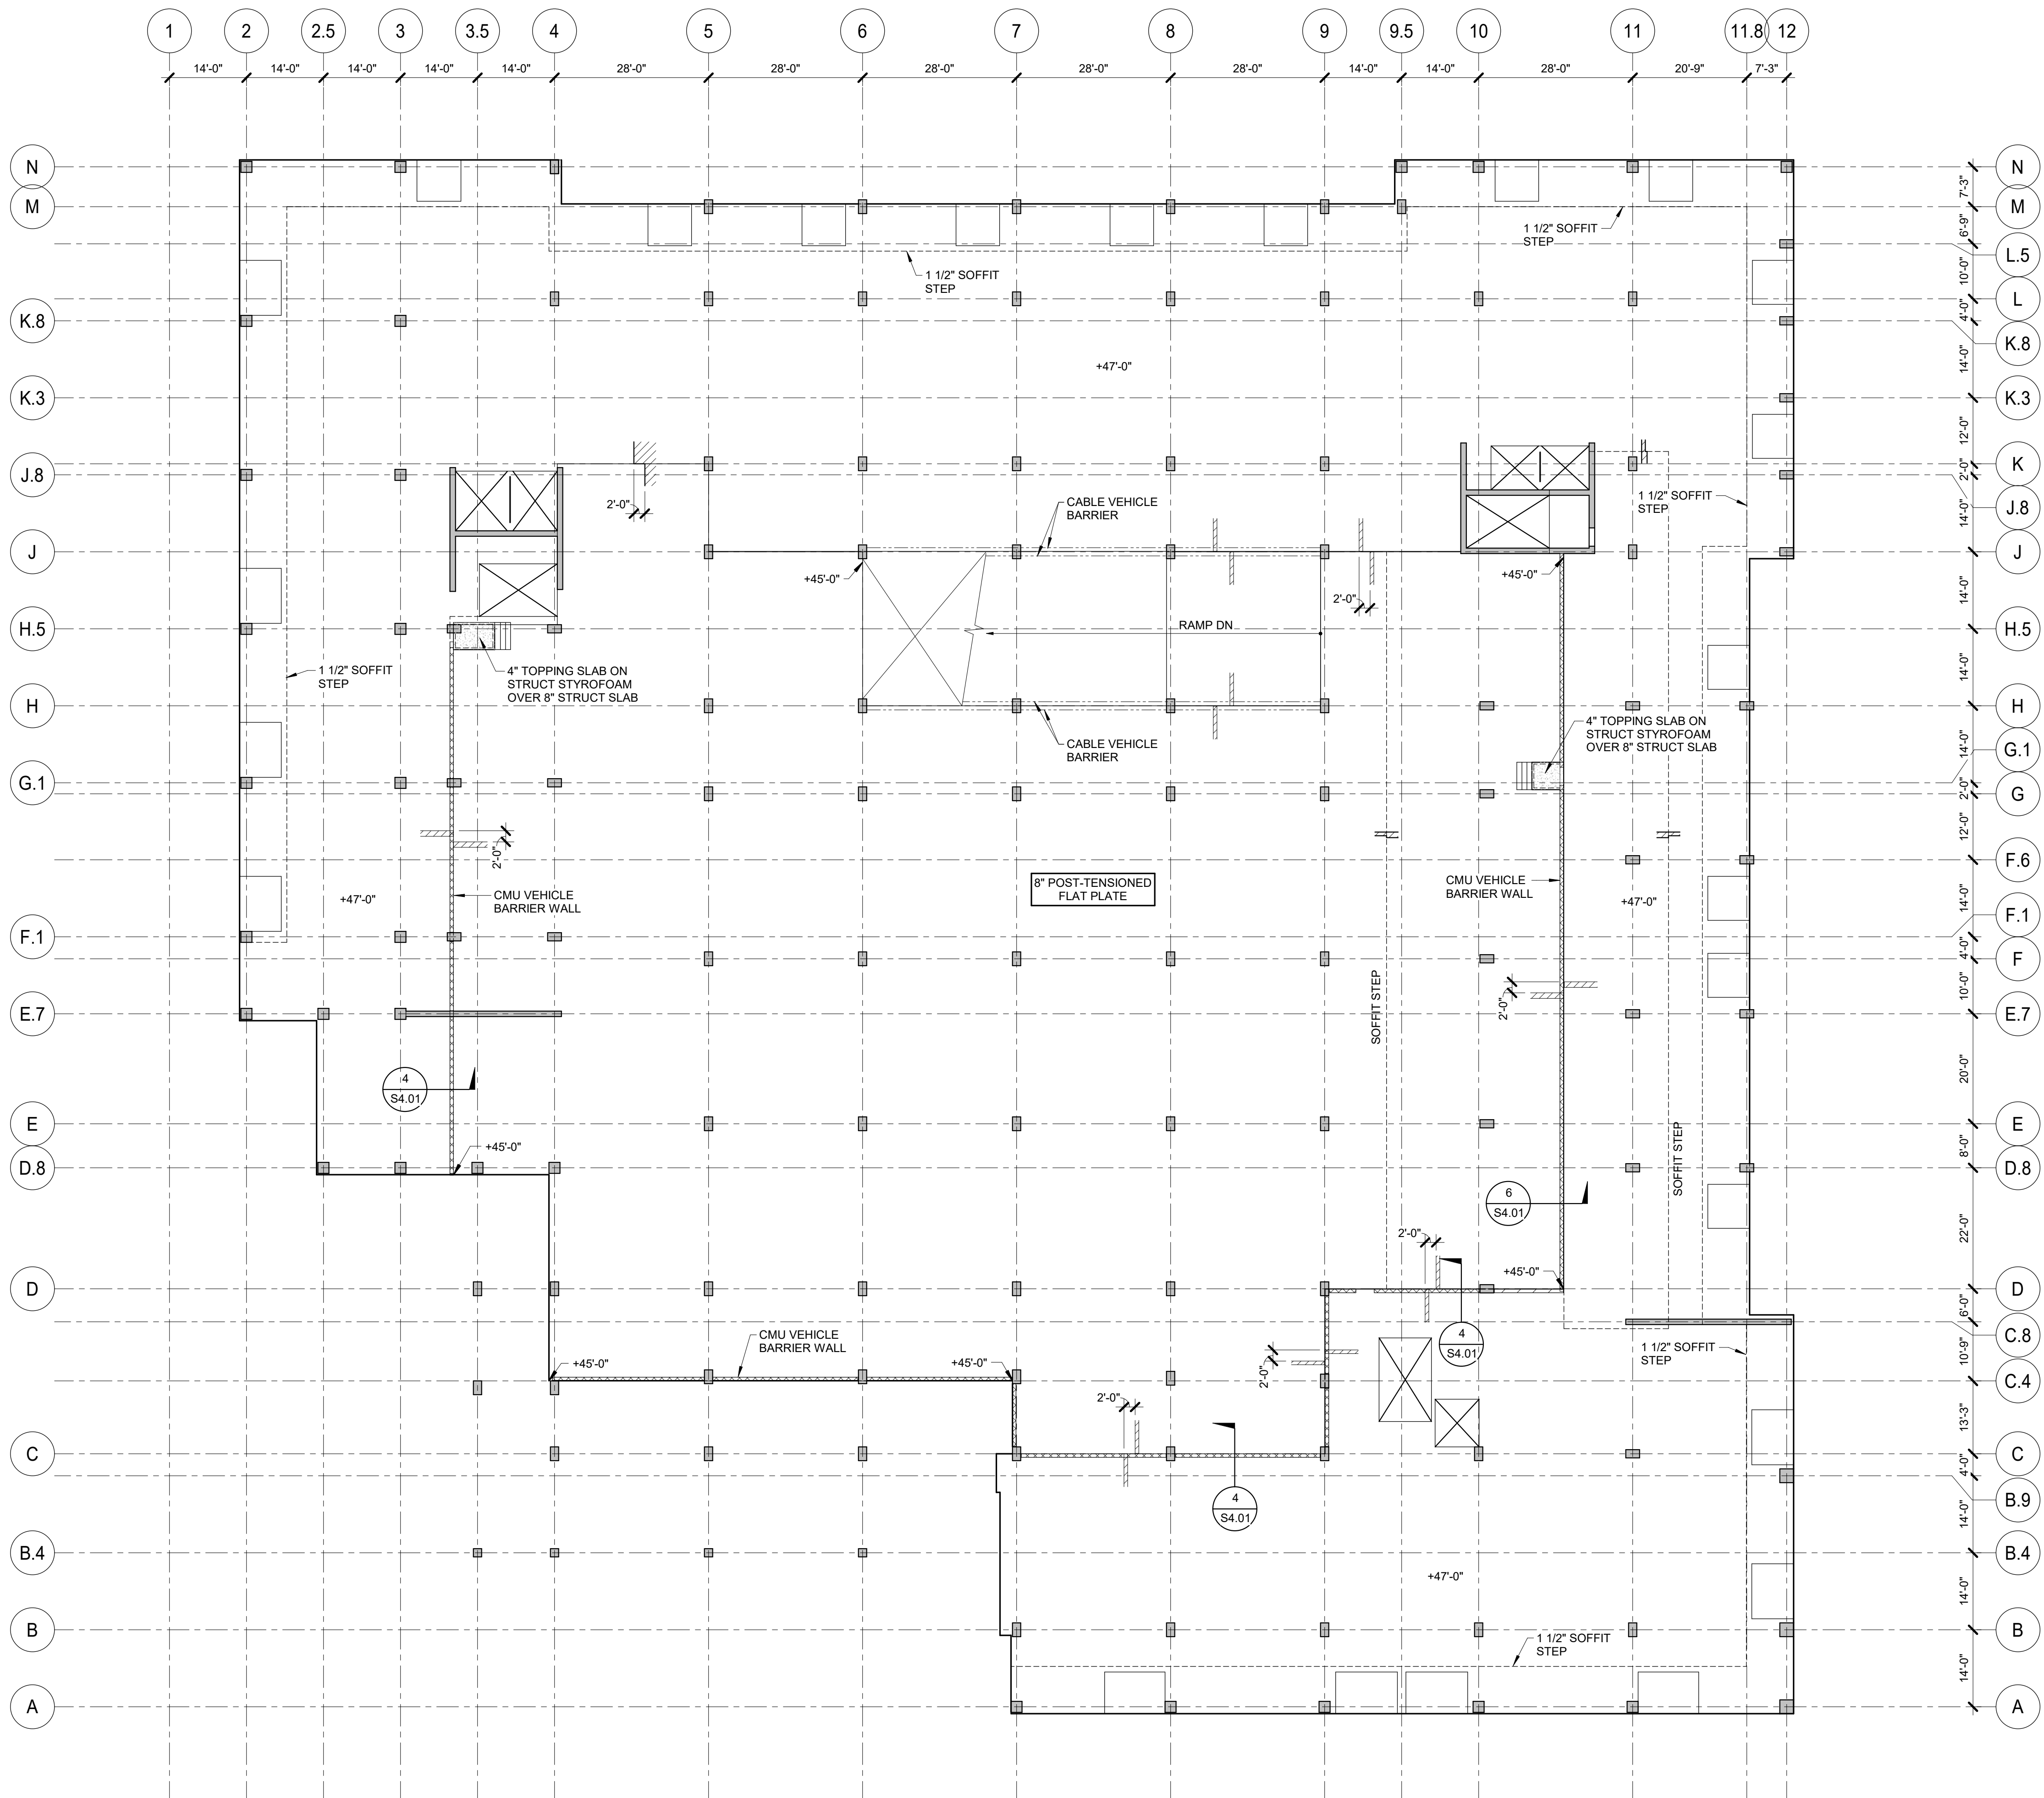 1
2
2.5
3
3.5
4
5
6
7
8
9
9.5
10
11
11.8
12
14'-0"
14'-0"
14'-0"
14'-0"
14'-0"
28'-0"
28'-0"
28'-0"
28'-0"
28'-0"
14'-0"
14'-0"
28'-0"
20'-9"
7'-3"
N
M
K.8
K.3
J.8
J
H.5
H
G.1
F.1
E.7
E
D.8
D
C
B.4
B
A
N
M
L.5
L
K.8
K.3
K
J.8
J
H.5
H
G.1
G
F.6
F.1
F
E.7
E
D.8
D
C.8
C.4
C
B.9
B.4
B
A
7'-3"
6'-9"
10'-0"
4'-0"
14'-0"
12'-0"
2'-0"
14'-0"
14'-0"
14'-0"
14'-0"
2'-0"
12'-0"
14'-0"
4'-0"
10'-0"
20'-0"
8'-0"
22'-0"
6'-0"
10'-9"
13'-3"
4'-0"
14'-0"
14'-0"
14'-0"
1 1/2" SOFFIT
STEP
1 1/2" SOFFIT
STEP
+47'-0"
2'-0"
CABLE VEHICLE
BARRIER
1 1/2" SOFFIT
STEP
+45'-0"
+45'-0"
2'-0"
RAMP DN
1 1/2" SOFFIT
STEP
4" TOPPING SLAB ON
STRUCT STYROFOAM
OVER 8" STRUCT SLAB
4" TOPPING SLAB ON
STRUCT STYROFOAM
OVER 8" STRUCT SLAB
CABLE VEHICLE
BARRIER
2'-0"
8" POST-TENSIONED
FLAT PLATE
CMU VEHICLE
BARRIER WALL
+47'-0"
CMU VEHICLE
BARRIER WALL
+47'-0"
SOFFIT STEP
2'-0"
4
S4.01
+45'-0"
SOFFIT STEP
6
S4.01
2'-0"
+45'-0"
CMU VEHICLE
BARRIER WALL
+45'-0"
+45'-0"
2'-0"
4
S4.01
1 1/2" SOFFIT
STEP
2'-0"
4
S4.01
+47'-0"
1 1/2" SOFFIT
STEP